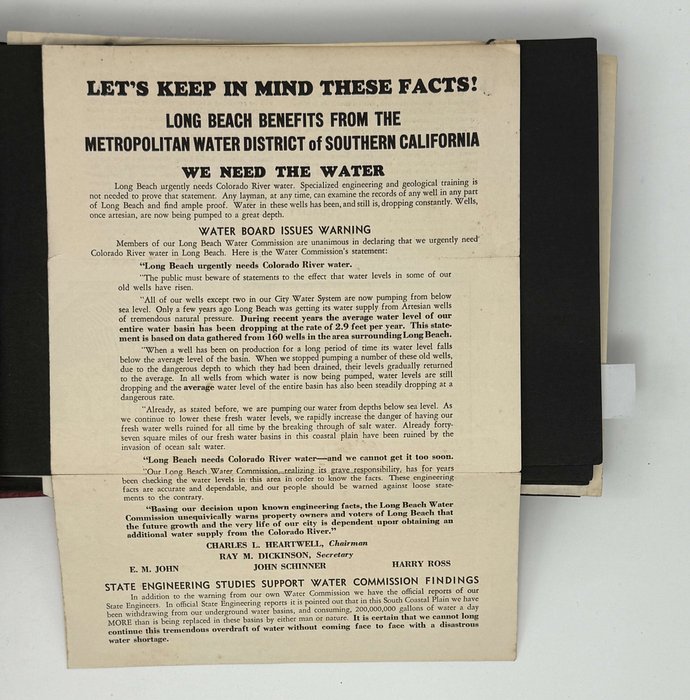 LET'S KEEP IN MIND THESE FACTS!
LONG BEACH BENEFITS FROM THE
METROPOLITAN WATER DISTRICT of SOUTHERN CALIFORNIA
WE NEED THE WATER
Long Beach urgently needs Colorado River water. Specialized engineering and geological training is
not needed to prove that statement. Any layman, at any time, can examine the records of any well in any part
of Long Beach and find ample proof. Water in these wells has been, and still is, dropping constantly. Wells,
once artesian, are now being pumped to a great depth.
WATER BOARD ISSUES WARNING
Members of our Long Beach Water Commission are unanimous in declaring that we urgently need
Colorado River water in Long Beach. Here is the Water Commission's statement:
"Long Beach urgently needs Colorado River water.
"The public must beware of statements to the effect that water levels in some of our
old wells have risen.
"All of our wells except two in our City Water System are now pumping from below
sea level. Only a few years ago Long Beach was getting its water supply from Artesian wells
of tremendous natural pressure. During recent years the average water level of our
entire water basin has been dropping at the rate of 2.9 feet per year. This state-
ment is based on data gathered from 160 wells in the area surrounding Long Beach.
"When a well has been on production for a long period of time its water level falls
below the average level of the basin. When we stopped pumping a number of these old wells,
due to the dangerous depth to which they had been drained, their levels gradually returned
to the average. In all wells from which water is now being pumped, water levels are still
dropping and the average water level of the entire basin has also been steadily dropping at a
dangerous rate.
"Already, as stated before, we are pumping our water from depths below sea level. As
we continue to lower these fresh water levels, we rapidly increase the danger of having our
fresh water wells ruined for all time by the breaking through of salt water. Already forty-
seven square miles of our fresh water basins in this coastal plain have been ruined by the
invasion of ocean salt water.
"Long Beach needs Colorado River water—and we cannot get it too soon.
"Our Long Beach Water Commission, realizing its grave responsibility, has for years
been checking the water levels in this area in order to know the facts. These engineering
facts are accurate and dependable, and our people should be warned against loose state-
ments to the contrary.
"Basing our decision upon known engineering facts, the Long Beach Water
Commission unequivically warns property owners and voters of Long Beach that
the future growth and the very life of our city is dependent upon obtaining an
additional water supply from the Colorado River."
CHARLES L. HEARTWELL, Chairman
RAY M. DICKINSON, Secretary
E. M. JOHN JOHN SCHINNER HARRY ROSS
STATE ENGINEERING STUDIES SUPPORT WATER COMMISSION FINDINGS
In addition to the warning from our own Water Commission we have the official reports of our
State Engineers. In official State Engineering reports it is pointed out that in this South Coastal Plain we have
been withdrawing from our underground water basins, and consuming, 200,000,000 gallons of water a day
MORE than is being replaced in these basins by either man or nature. It is certain that we cannot long
continue this tremendous overdraft of water without coming face to face with a disastrous
water shortage.